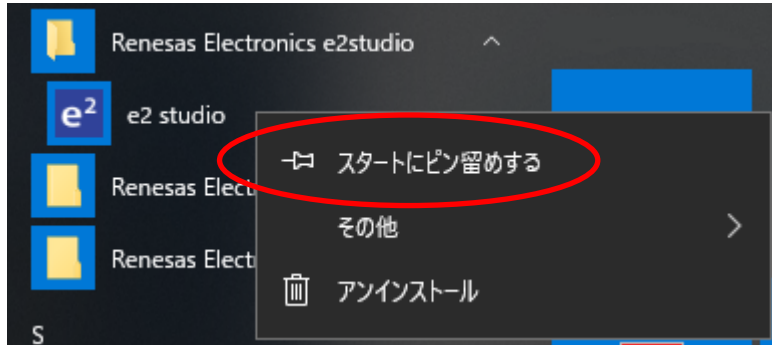 Renesas Electronics e2studio
e2
e2 studio
スタートにピン留めする
Renesas Elect
その他
Renesas Elect
アンインストール
S